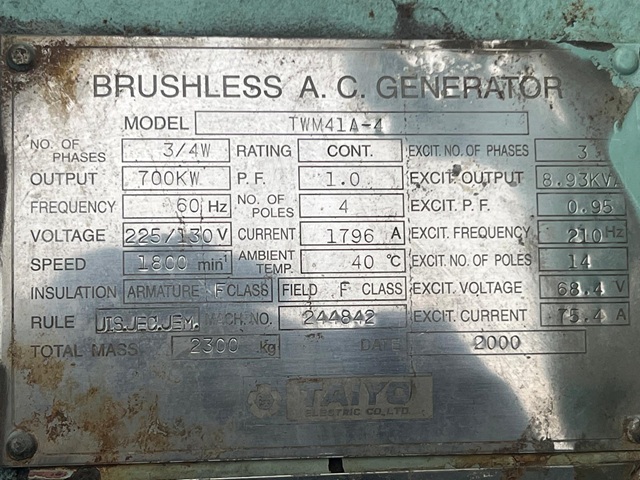 BRUSHLESS A. C. GENERATOR
MODEL TWM41A-4
NO. OF PHASES 3/4W RATING CONT. EXCIT. NO. OF PHASES 3
OUTPUT 700KW P. F. 1.0 EXCIT. OUTPUT 8.93KVA
FREQUENCY 60 Hz NO. OF POLES 4 EXCIT. P. F. 0.95
VOLTAGE 225/130 V CURRENT 1796 A EXCIT. FREQUENCY 210 Hz
SPEED 1800 min⁻¹ AMBIENT TEMP. 40 °C EXCIT. NO. OF POLES 14
INSULATION ARMATURE F CLASS FIELD F CLASS EXCIT. VOLTAGE 68.4 V
RULE JIS.JEC.JEM. MACH. NO. 244842 EXCIT. CURRENT 75.4 A
TOTAL MASS 2300 kg DATE 2000
TAIYO
ELECTRIC CO., LTD.